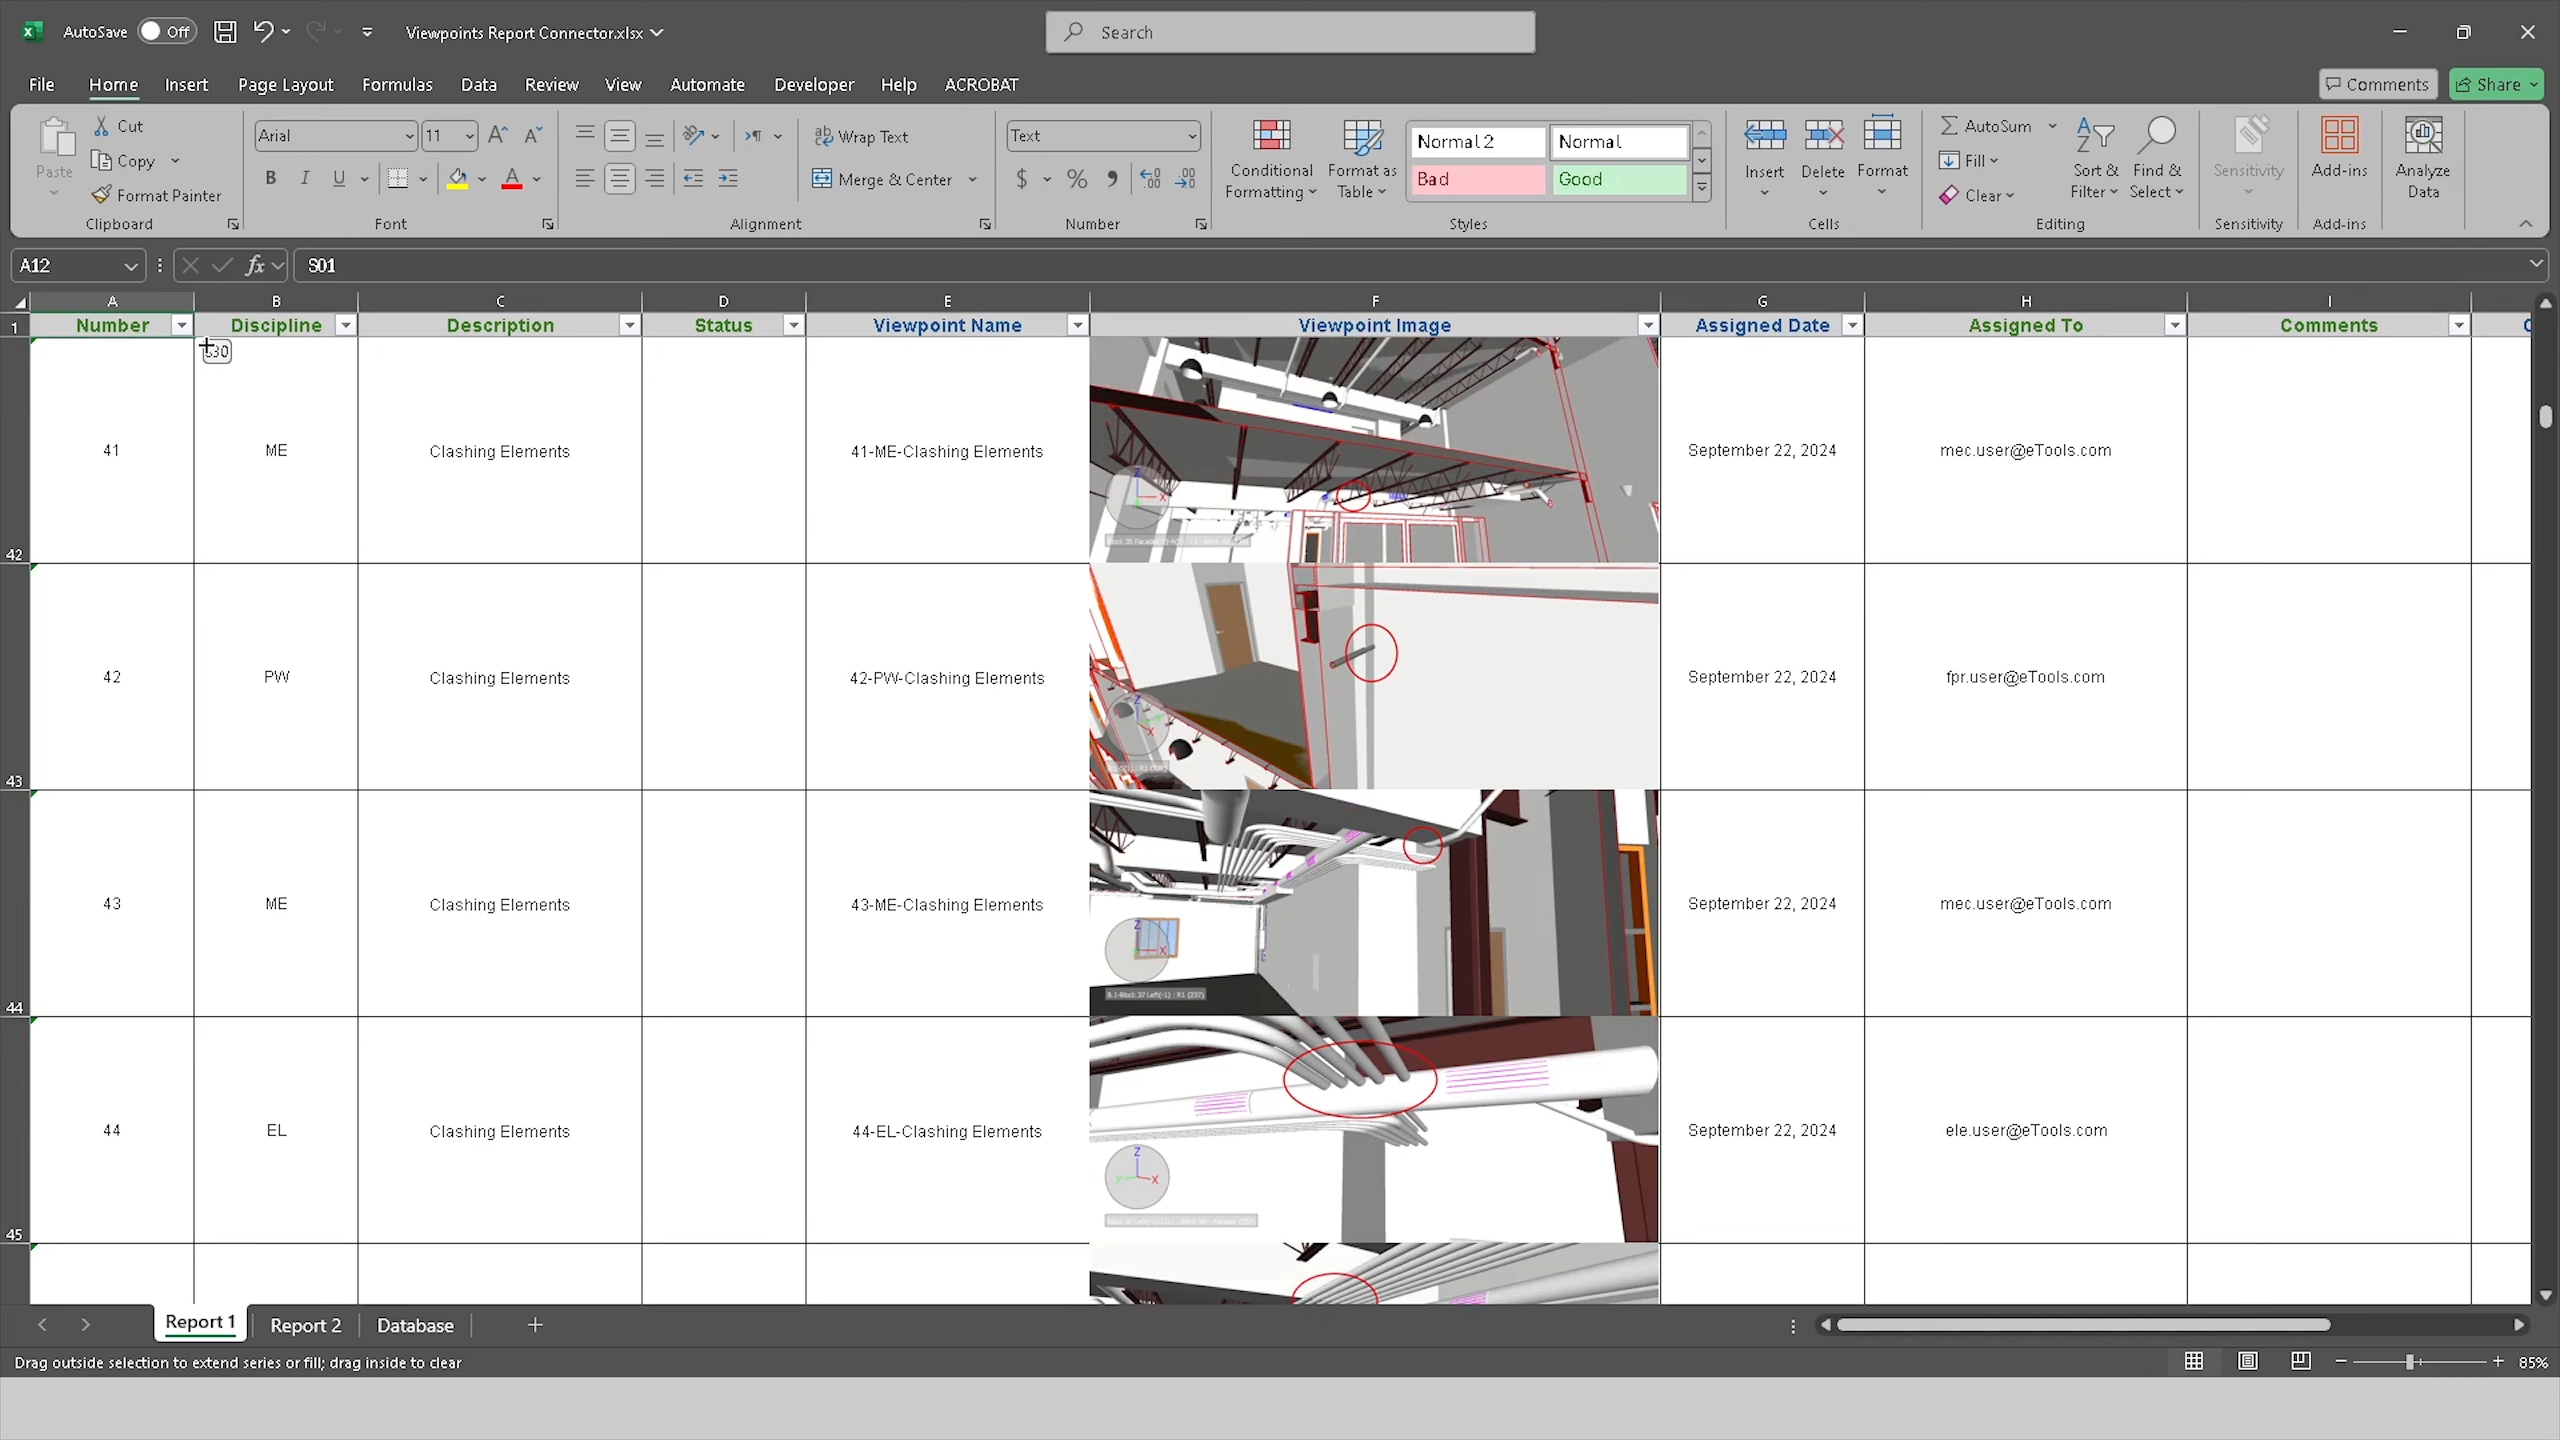 AutoSave Off Viewpoints Report Connector.xlsx Search
File Home Insert Page Layout Formulas Data Review View Automate Developer Help ACROBAT Comments Share
Paste Cut Copy Format Painter Clipboard
Arial 11 B I U Font
Wrap Text Merge & Center Alignment
Text $ % Number
Conditional Formatting Format as Table Normal 2 Normal Bad Good Styles
Insert Delete Format Cells
AutoSum Fill Clear Sort & Filter Find & Select Editing
Sensitivity Sensitivity
Add-ins Add-ins
Analyze Data
A12 fx S01
A B C D E F G H I
1 Number Discipline Description Status Viewpoint Name Viewpoint Image Assigned Date Assigned To Comments
41 ME Clashing Elements 41-ME-Clashing Elements September 22, 2024 mec.user@eTools.com
42
42 PW Clashing Elements 42-PW-Clashing Elements September 22, 2024 fpr.user@eTools.com
43
43 ME Clashing Elements 43-ME-Clashing Elements September 22, 2024 mec.user@eTools.com
44
44 EL Clashing Elements 44-EL-Clashing Elements September 22, 2024 ele.user@eTools.com
45
Report 1 Report 2 Database
Drag outside selection to extend series or fill; drag inside to clear 85%